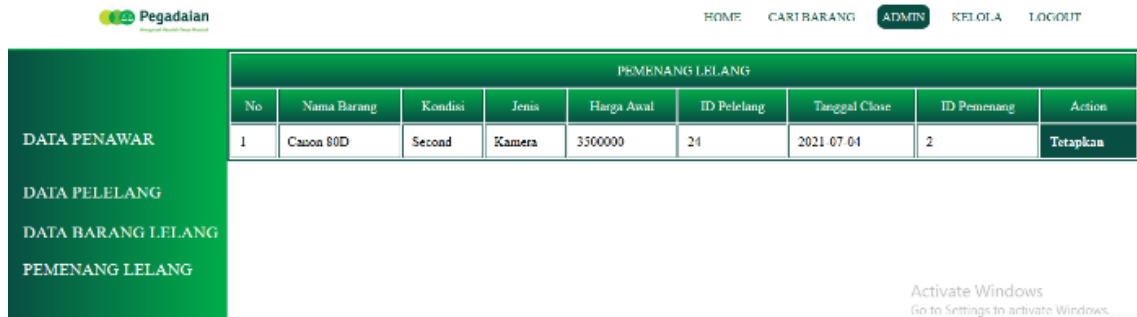 Pegadaian
HOME CARI BARANG ADMIN KELOLA LOGOUT
PEMENANG LELANG
No Nama Barang Kondisi Jenis Harga Awal ID Pelelang Tanggal Close ID Pemenang Action
1 Canon 80D Second Kamera 3500000 24 2021-07-04 2 Tetapkan
DATA PENAWAR
DATA PELELANG
DATA BARANG LELANG
PEMENANG LELANG
Activate Windows
Go to Settings to activate Windows.